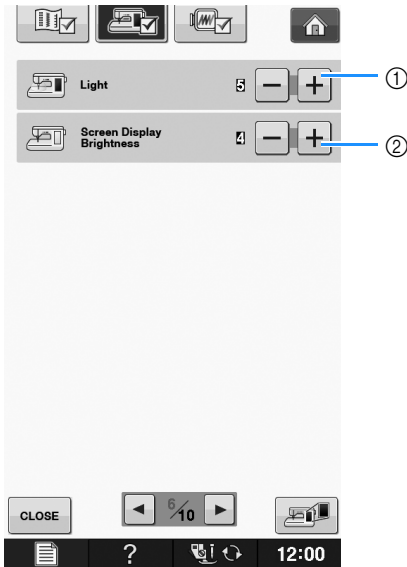 Light 5 − + ①
Screen Display
Brightness 4 − + ②
CLOSE 6/10
? 12:00